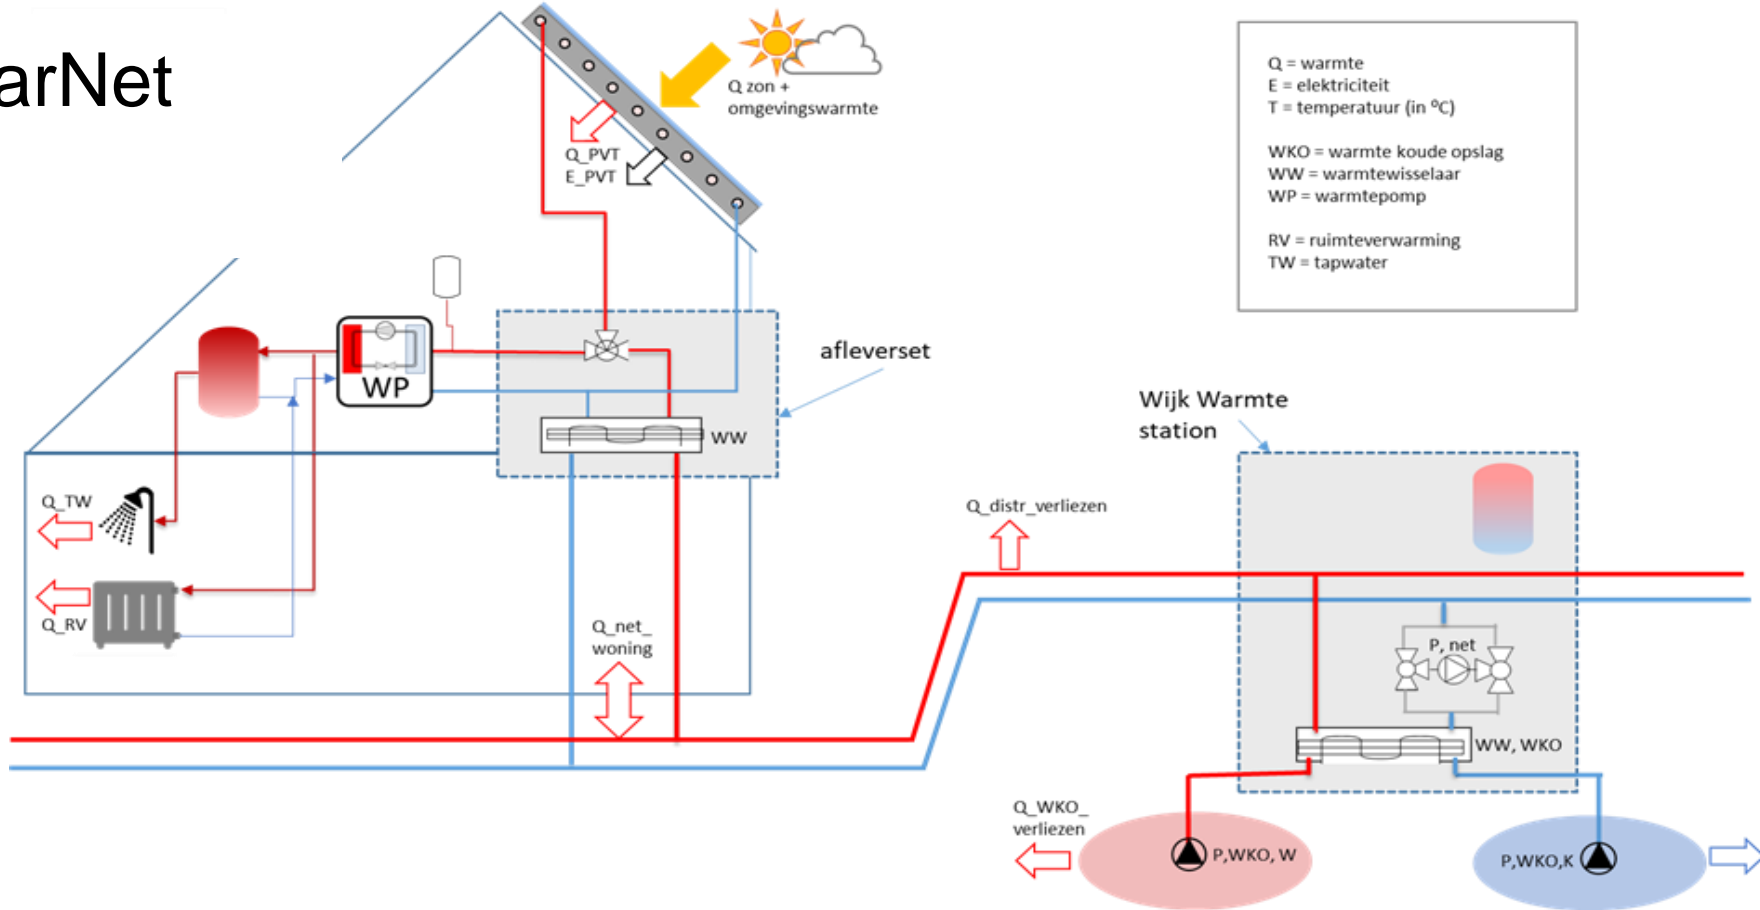 arNet
Q zon +
omgevingswarmte
Q_PVT
E_PVT
Q = warmte
E = elektriciteit
T = temperatuur (in ⁰C)
WKO = warmte koude opslag
WW = warmtewisselaar
WP = warmtepomp
RV = ruimteverwarming
TW = tapwater
WP
afleverset
WW
Wijk Warmte
station
Q_TW
Q_RV
Q_net_
woning
Q_distr_verliezen
P, net
WW, WKO
Q_WKO_
verliezen
P,WKO, W
P,WKO,K